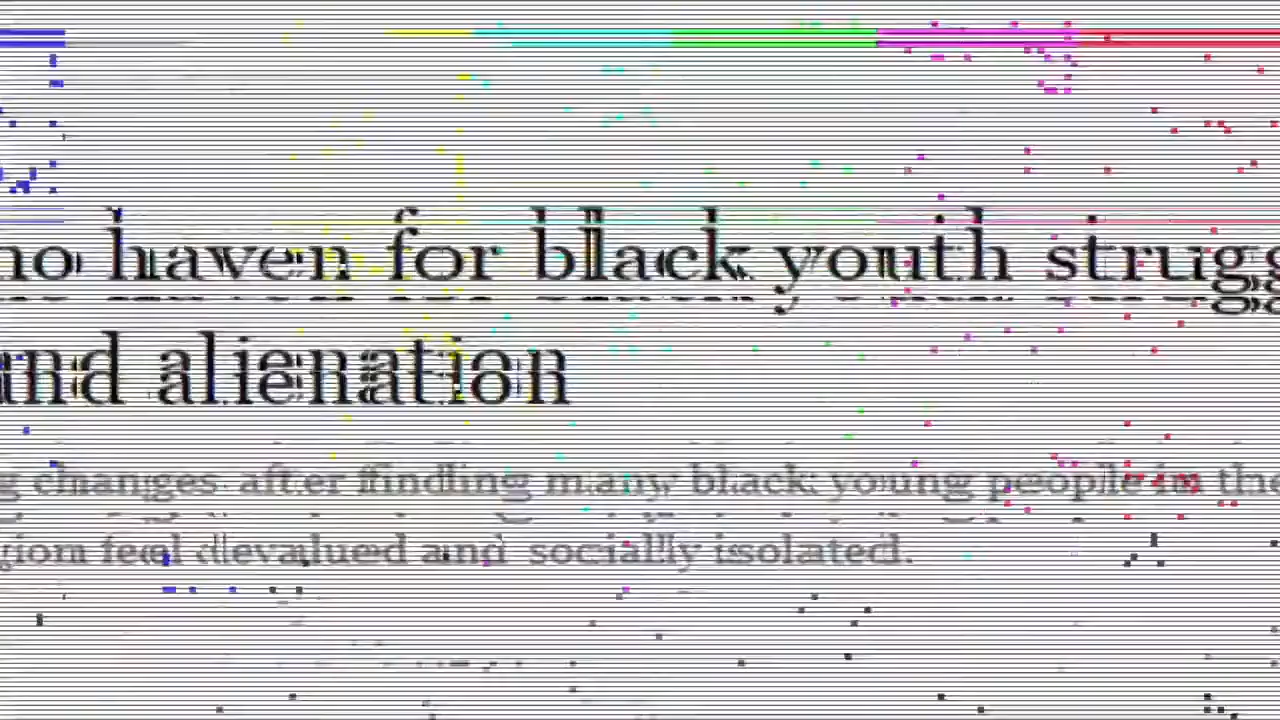 no haven for black youth strugg
and alienation
g changes after finding many black young people in the
gion feel devalued and socially isolated.